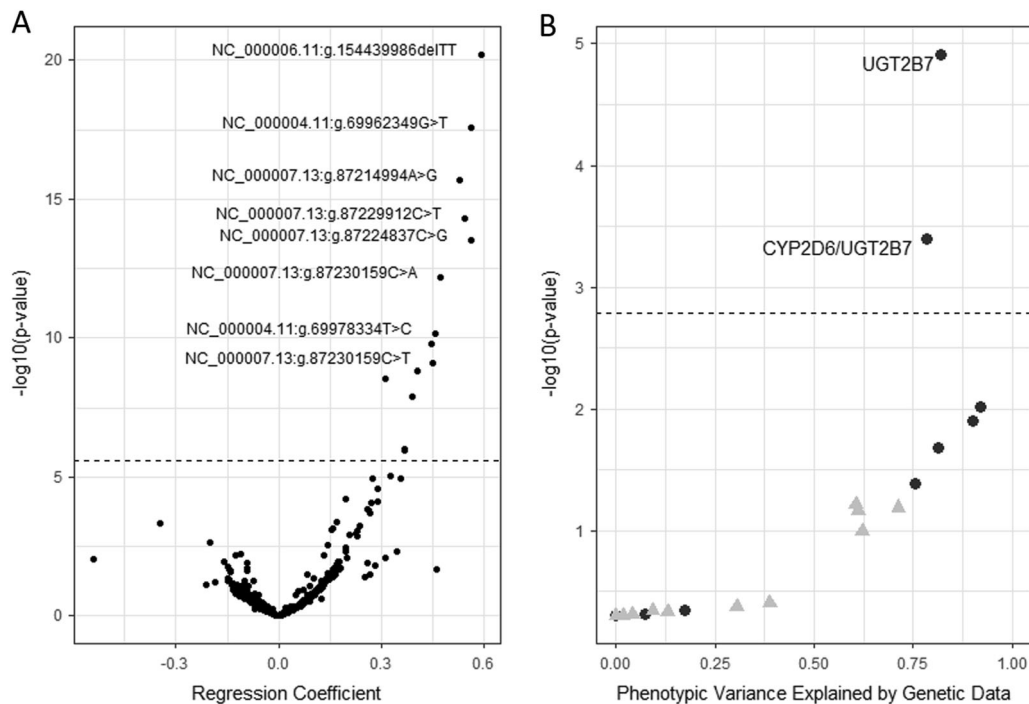 A
20
15
10
5
0
-log10(p-value)
NC_000006.11:g.154439986delTT
NC_000004.11:g.69962349G>T
NC_000007.13:g.87214994A>G
NC_000007.13:g.87229912C>T
NC_000007.13:g.87224837C>G
NC_000007.13:g.87230159C>A
NC_000004.11:g.69978334T>C
NC_000007.13:g.87230159C>T
-0.3 0.0 0.3 0.6
Regression Coefficient
B
5
4
3
2
1
-log10(p-value)
UGT2B7
CYP2D6/UGT2B7
0.00 0.25 0.50 0.75 1.00
Phenotypic Variance Explained by Genetic Data